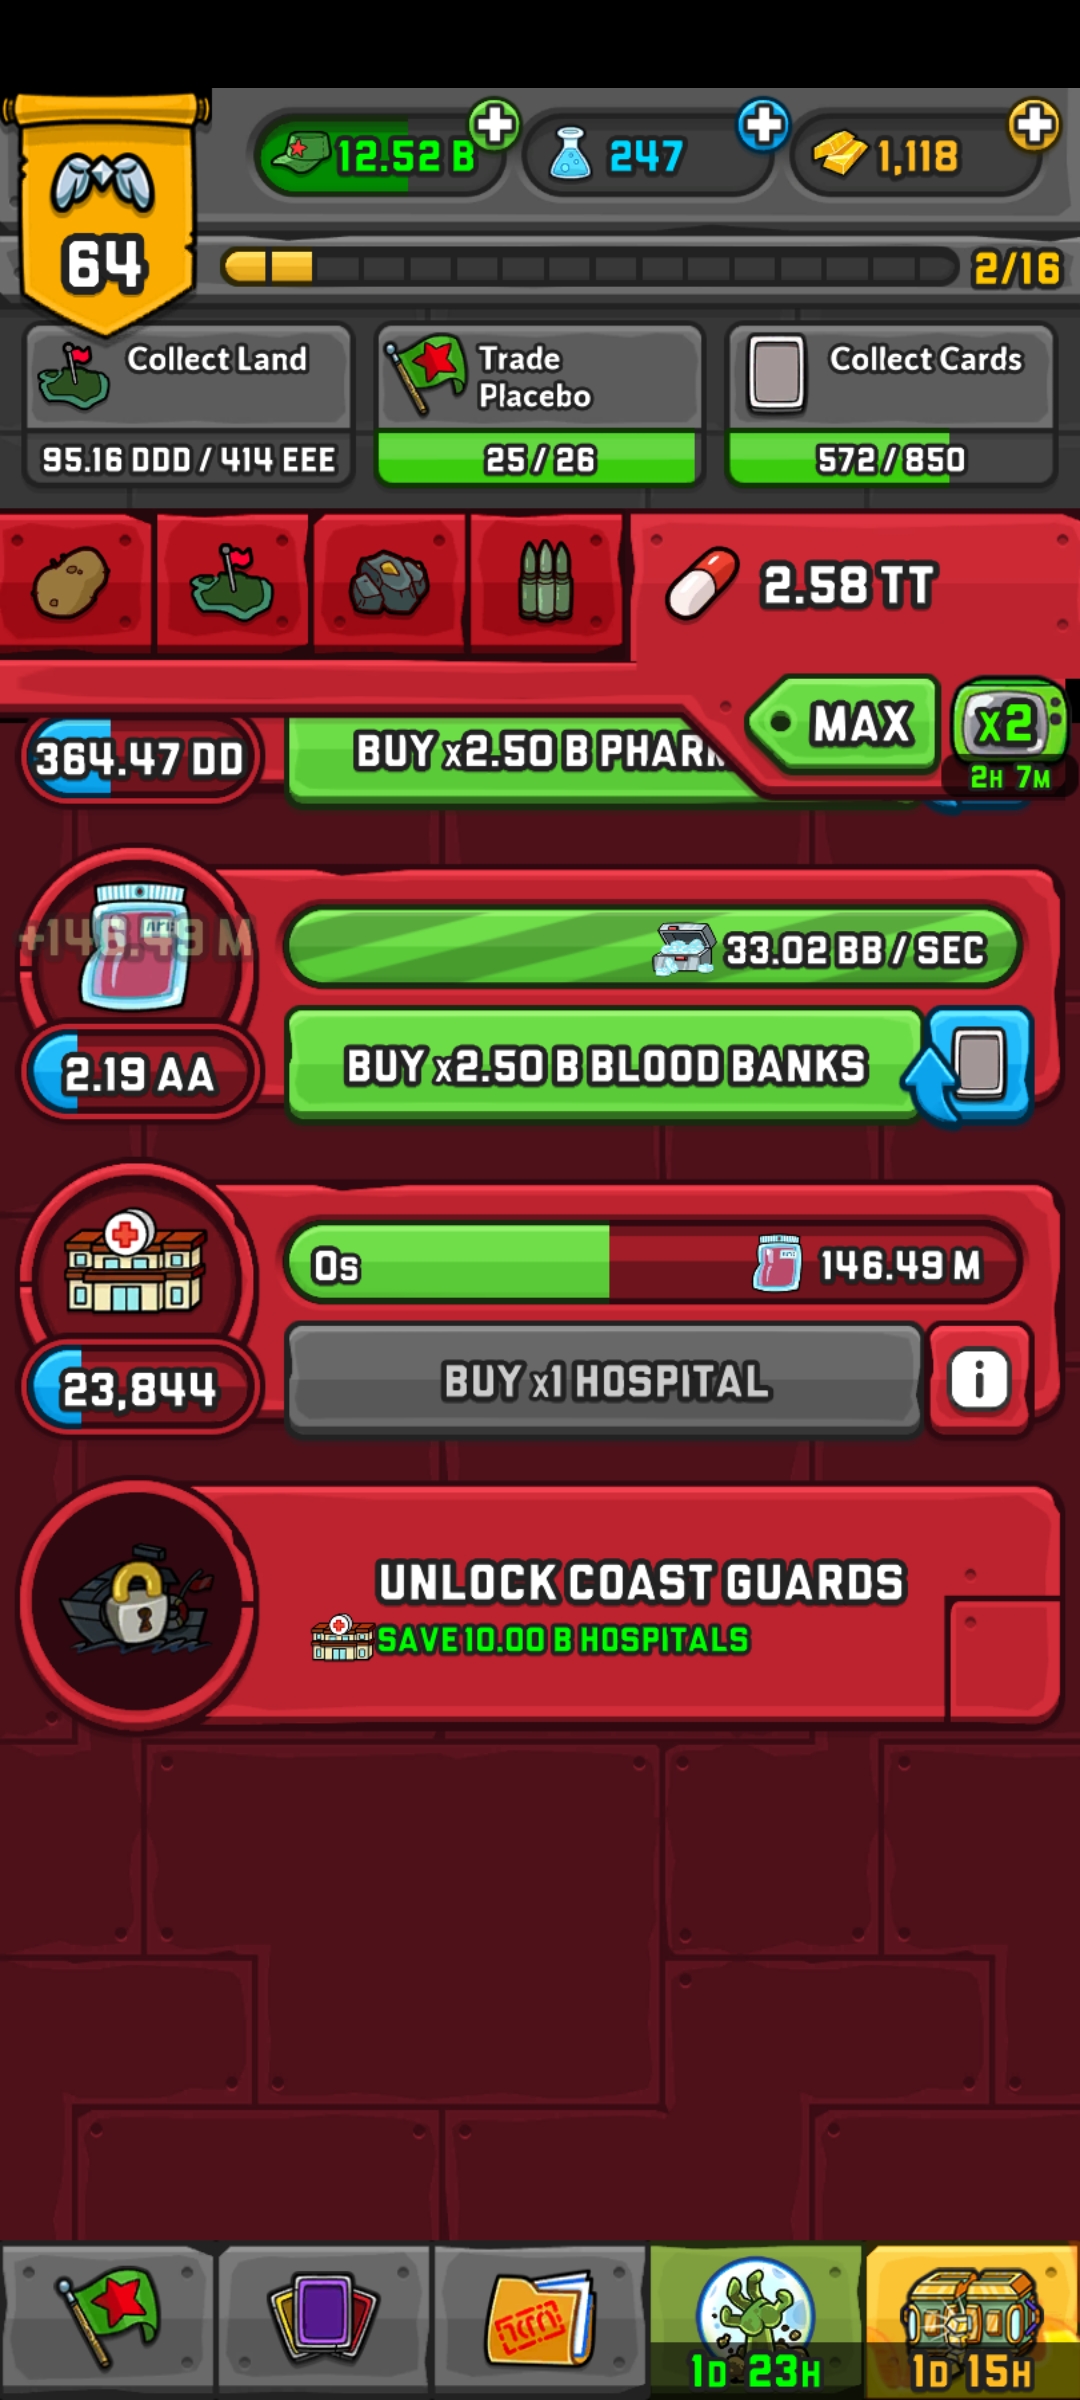 12.52 B
247
1,118
64
2/16
Collect Land
95.16 DDD / 414 EEE
Trade
Placebo
25 / 26
Collect Cards
572 / 850
2.58 TT
MAX
x2
2H 7M
364.47 DD
BUY x2.50 B
+146.49 M
33.02 BB / SEC
2.19 AA
BUY x2.50 B BLOOD BANKS
0s
146.49 M
23,844
BUY x1 HOSPITAL
i
UNLOCK COAST GUARDS
SAVE 10.00 B HOSPITALS
1D 23H
1D 15H